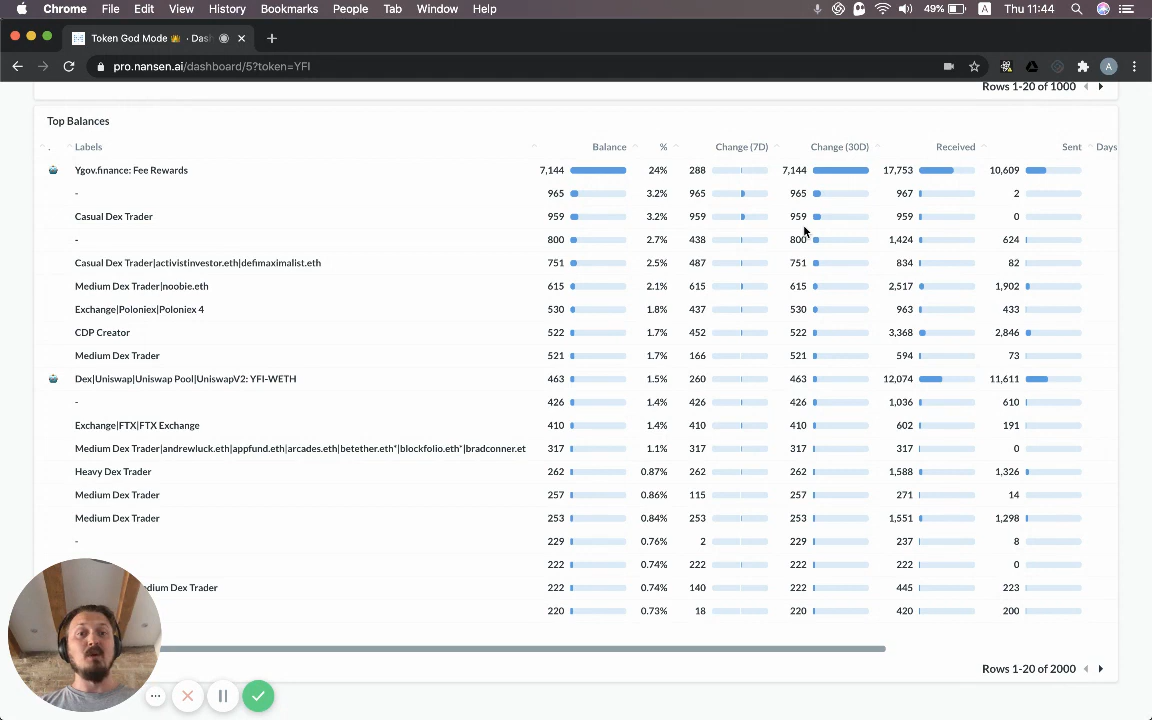 Chrome File Edit View History Bookmarks People Tab Window Help 49% A Thu 11:44
Token God Mode 👑 · Dash
pro.nansen.ai/dashboard/5?token=YFI A
Rows 1-20 of 1000
Top Balances
. Labels Balance % Change (7D) Change (30D) Received Sent Days
Ygov.finance: Fee Rewards 7,144 24% 288 7,144 17,753 10,609
- 965 3.2% 965 965 967 2
Casual Dex Trader 959 3.2% 959 959 959 0
- 800 2.7% 438 800 1,424 624
Casual Dex Trader|activistinvestor.eth|defimaximalist.eth 751 2.5% 487 751 834 82
Medium Dex Trader|noobie.eth 615 2.1% 615 615 2,517 1,902
Exchange|Poloniex|Poloniex 4 530 1.8% 437 530 963 433
CDP Creator 522 1.7% 452 522 3,368 2,846
Medium Dex Trader 521 1.7% 166 521 594 73
Dex|Uniswap|Uniswap Pool|UniswapV2: YFI-WETH 463 1.5% 260 463 12,074 11,611
- 426 1.4% 426 426 1,036 610
Exchange|FTX|FTX Exchange 410 1.4% 410 410 602 191
Medium Dex Trader|andrewluck.eth|appfund.eth|arcades.eth|betether.eth*|blockfolio.eth*|bradconner.et 317 1.1% 317 317 317 0
Heavy Dex Trader 262 0.87% 262 262 1,588 1,326
Medium Dex Trader 257 0.86% 115 257 271 14
Medium Dex Trader 253 0.84% 253 253 1,551 1,298
- 229 0.76% 2 229 237 8
222 0.74% 222 222 222 0
dium Dex Trader 222 0.74% 140 222 445 223
220 0.73% 18 220 420 200
Rows 1-20 of 2000